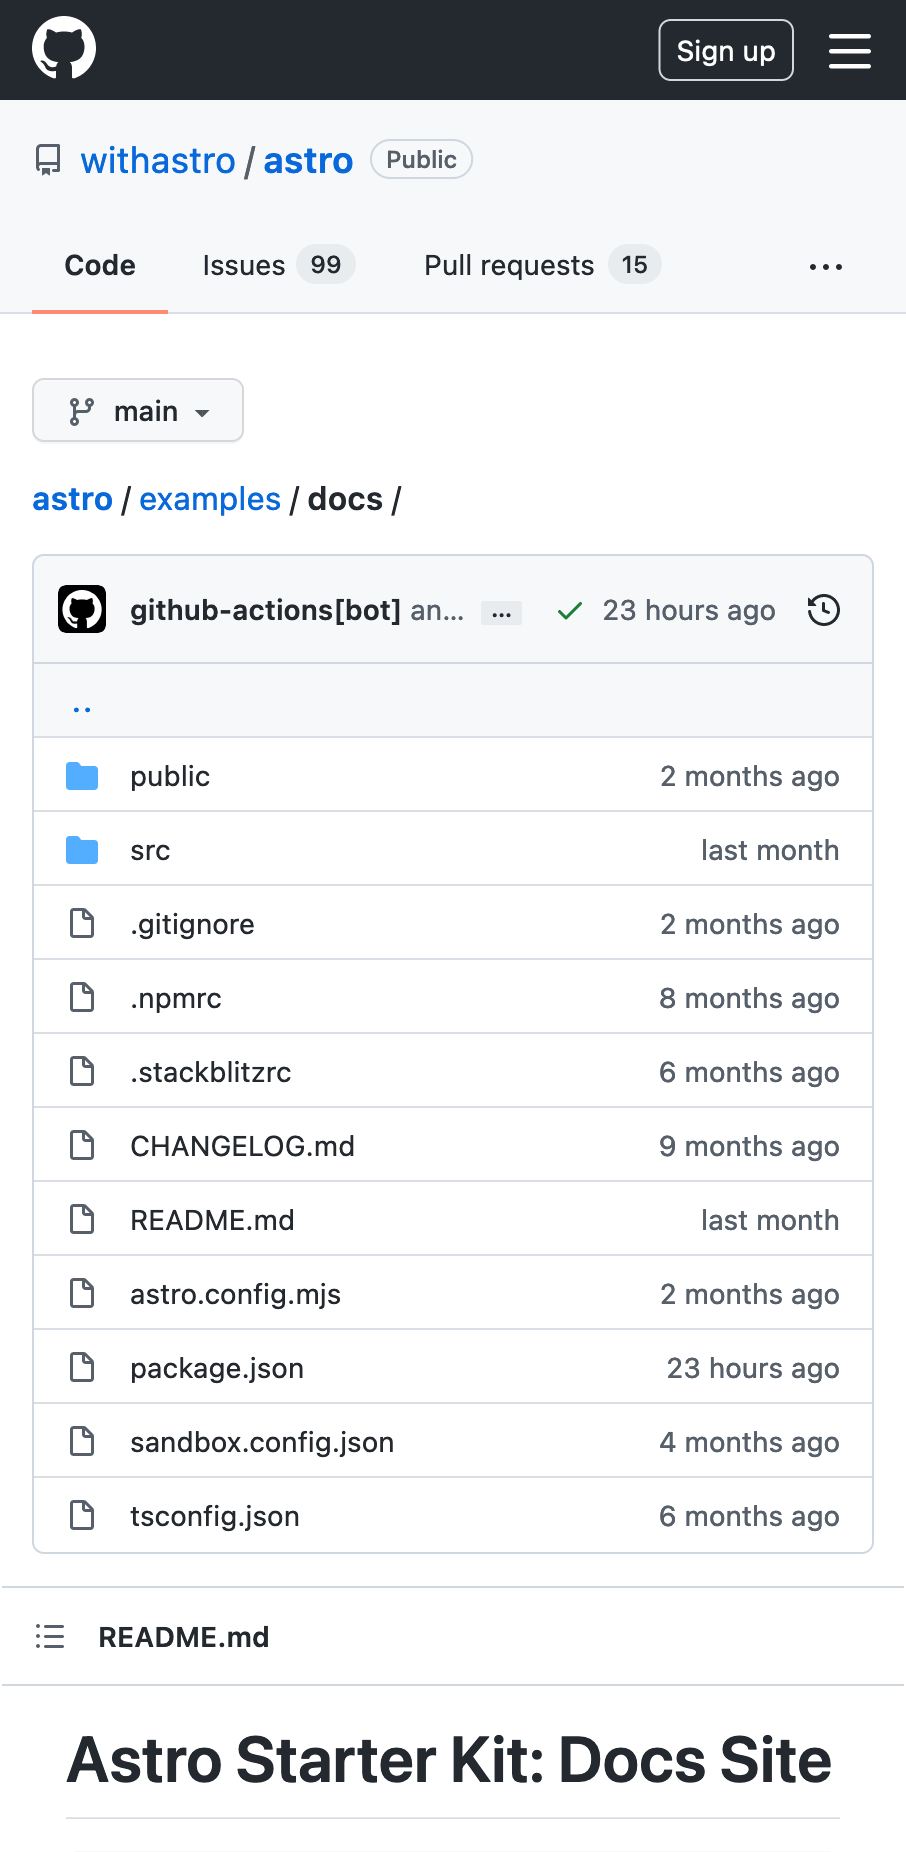 Sign up
withastro / astro Public
Code Issues 99 Pull requests 15 ...
main
astro / examples / docs /
github-actions[bot] an... ... 23 hours ago
..
public 2 months ago
src last month
.gitignore 2 months ago
.npmrc 8 months ago
.stackblitzrc 6 months ago
CHANGELOG.md 9 months ago
README.md last month
astro.config.mjs 2 months ago
package.json 23 hours ago
sandbox.config.json 4 months ago
tsconfig.json 6 months ago
README.md
Astro Starter Kit: Docs Site